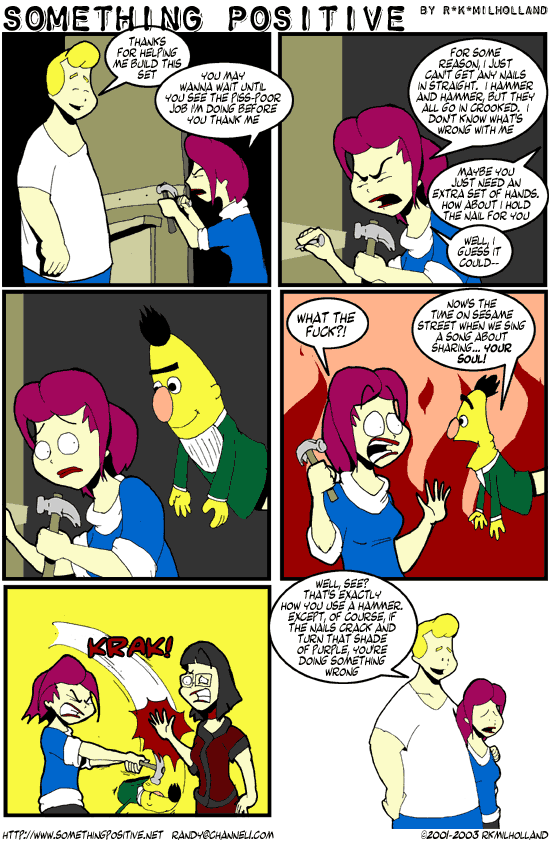 SOMETHING POSITIVE BY R*K*MILHOLLAND
THANKS
FOR HELPING
ME BUILD THIS
SET
YOU MAY
WANNA WAIT UNTIL
YOU SEE THE PISS-POOR
JOB I'M DOING BEFORE
YOU THANK ME
FOR SOME
REASON, I JUST
CAN'T GET ANY NAILS
IN STRAIGHT. I HAMMER
AND HAMMER, BUT THEY
ALL GO IN CROOKED. I
DON'T KNOW WHAT'S
WRONG WITH ME
MAYBE YOU
JUST NEED AN
EXTRA SET OF HANDS.
HOW ABOUT I HOLD
THE NAIL FOR YOU
WELL, I
GUESS IT
COULD--
WHAT THE
FUCK?!
NOW'S THE
TIME ON SESAME
STREET WHEN WE SING
A SONG ABOUT
SHARING... YOUR
SOUL!
KRAK!
WELL, SEE?
THAT'S EXACTLY
HOW YOU USE A HAMMER.
EXCEPT, OF COURSE, IF
THE NAILS CRACK AND
TURN THAT SHADE
OF PURPLE, YOU'RE
DOING SOMETHING
WRONG
HTTP://WWW.SOMETHINGPOSITIVE.NET RANDY@CHANNEL1.COM ©2001-2003 RKMILHOLLAND